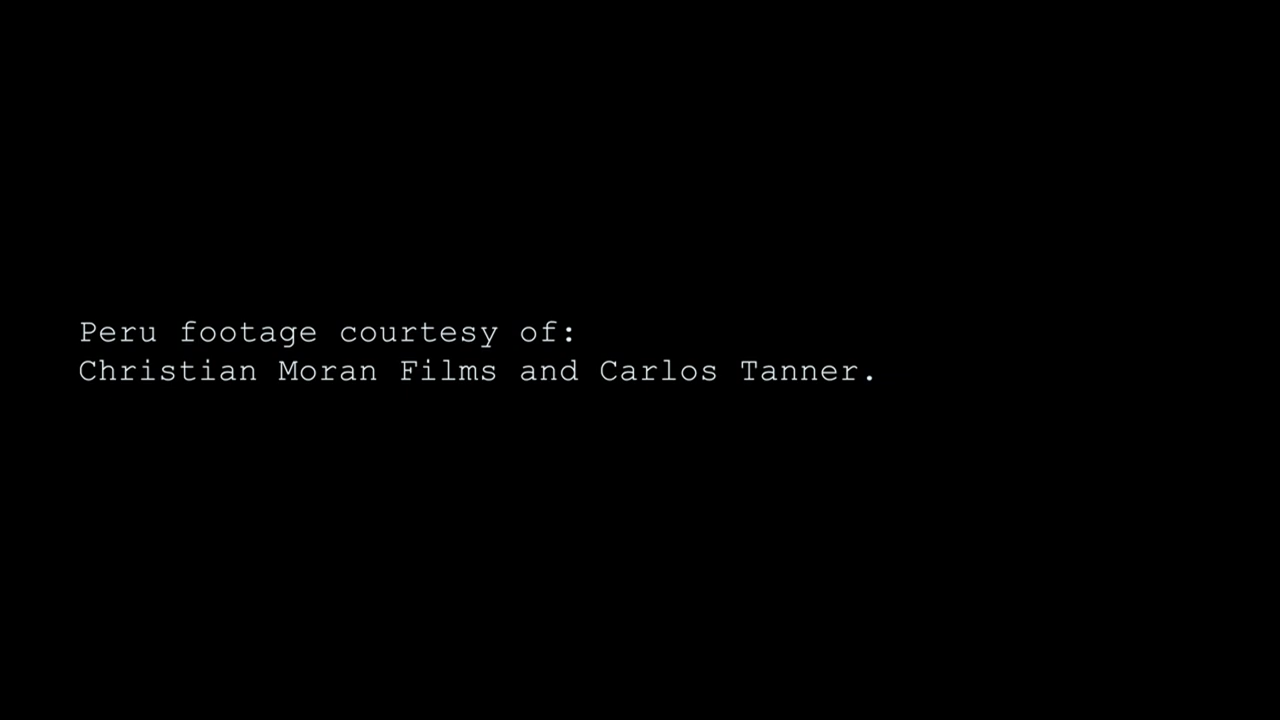 Peru footage courtesy of:
Christian Moran Films and Carlos Tanner.